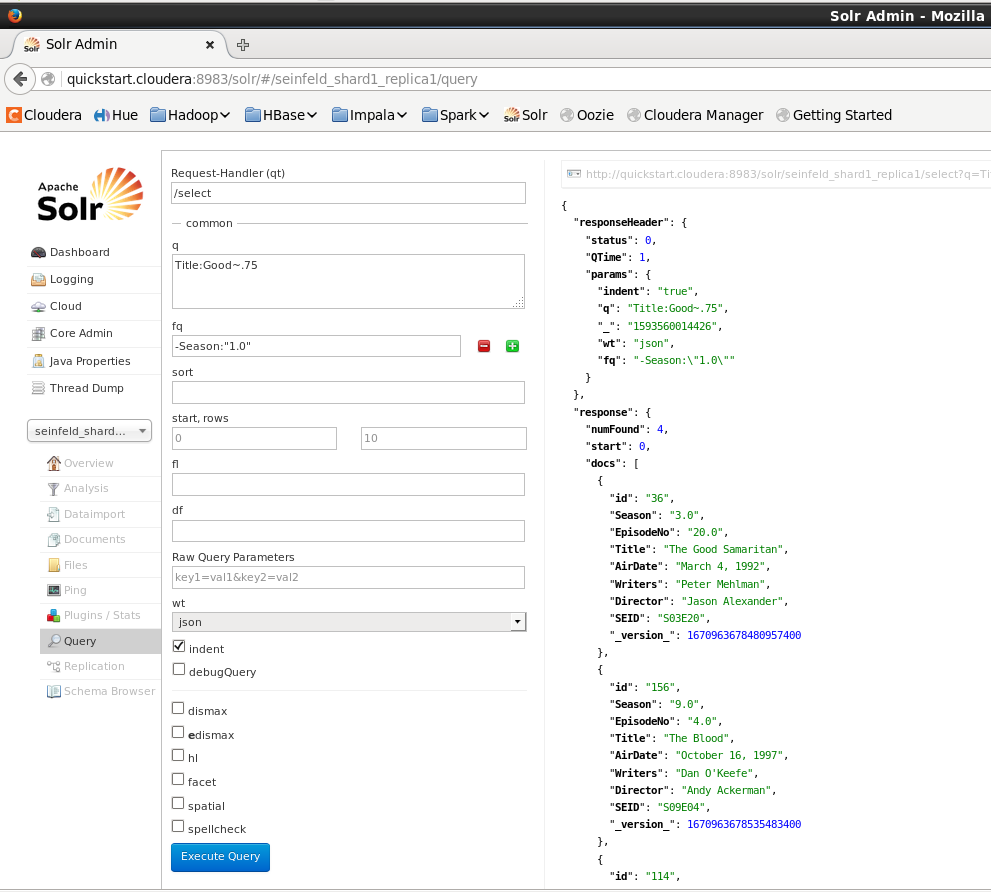 Solr Admin - Mozilla
Solr Admin
quickstart.cloudera:8983/solr/#/seinfeld_shard1_replica1/query
Cloudera Hue Hadoop HBase Impala Spark Solr Oozie Cloudera Manager Getting Started
Apache
Solr
Dashboard
Logging
Cloud
Core Admin
Java Properties
Thread Dump
seinfeld_shard...
Overview
Analysis
Dataimport
Documents
Files
Ping
Plugins / Stats
Query
Replication
Schema Browser
Request-Handler (qt)
/select
common
q
Title:Good~.75
fq
-Season:"1.0"
sort
start, rows
0 10
fl
df
Raw Query Parameters
key1=val1&key2=val2
wt
json
indent
debugQuery
dismax
edismax
hl
facet
spatial
spellcheck
Execute Query
http://quickstart.cloudera:8983/solr/seinfeld_shard1_replica1/select?q=Ti
{
"responseHeader": {
"status": 0,
"QTime": 1,
"params": {
"indent": "true",
"q": "Title:Good~.75",
"_": "1593560014426",
"wt": "json",
"fq": "-Season:\"1.0\""
}
},
"response": {
"numFound": 4,
"start": 0,
"docs": [
{
"id": "36",
"Season": "3.0",
"EpisodeNo": "20.0",
"Title": "The Good Samaritan",
"AirDate": "March 4, 1992",
"Writers": "Peter Mehlman",
"Director": "Jason Alexander",
"SEID": "S03E20",
"_version_": 1670963678480957400
},
{
"id": "156",
"Season": "9.0",
"EpisodeNo": "4.0",
"Title": "The Blood",
"AirDate": "October 16, 1997",
"Writers": "Dan O'Keefe",
"Director": "Andy Ackerman",
"SEID": "S09E04",
"_version_": 1670963678535483400
},
{
"id": "114",